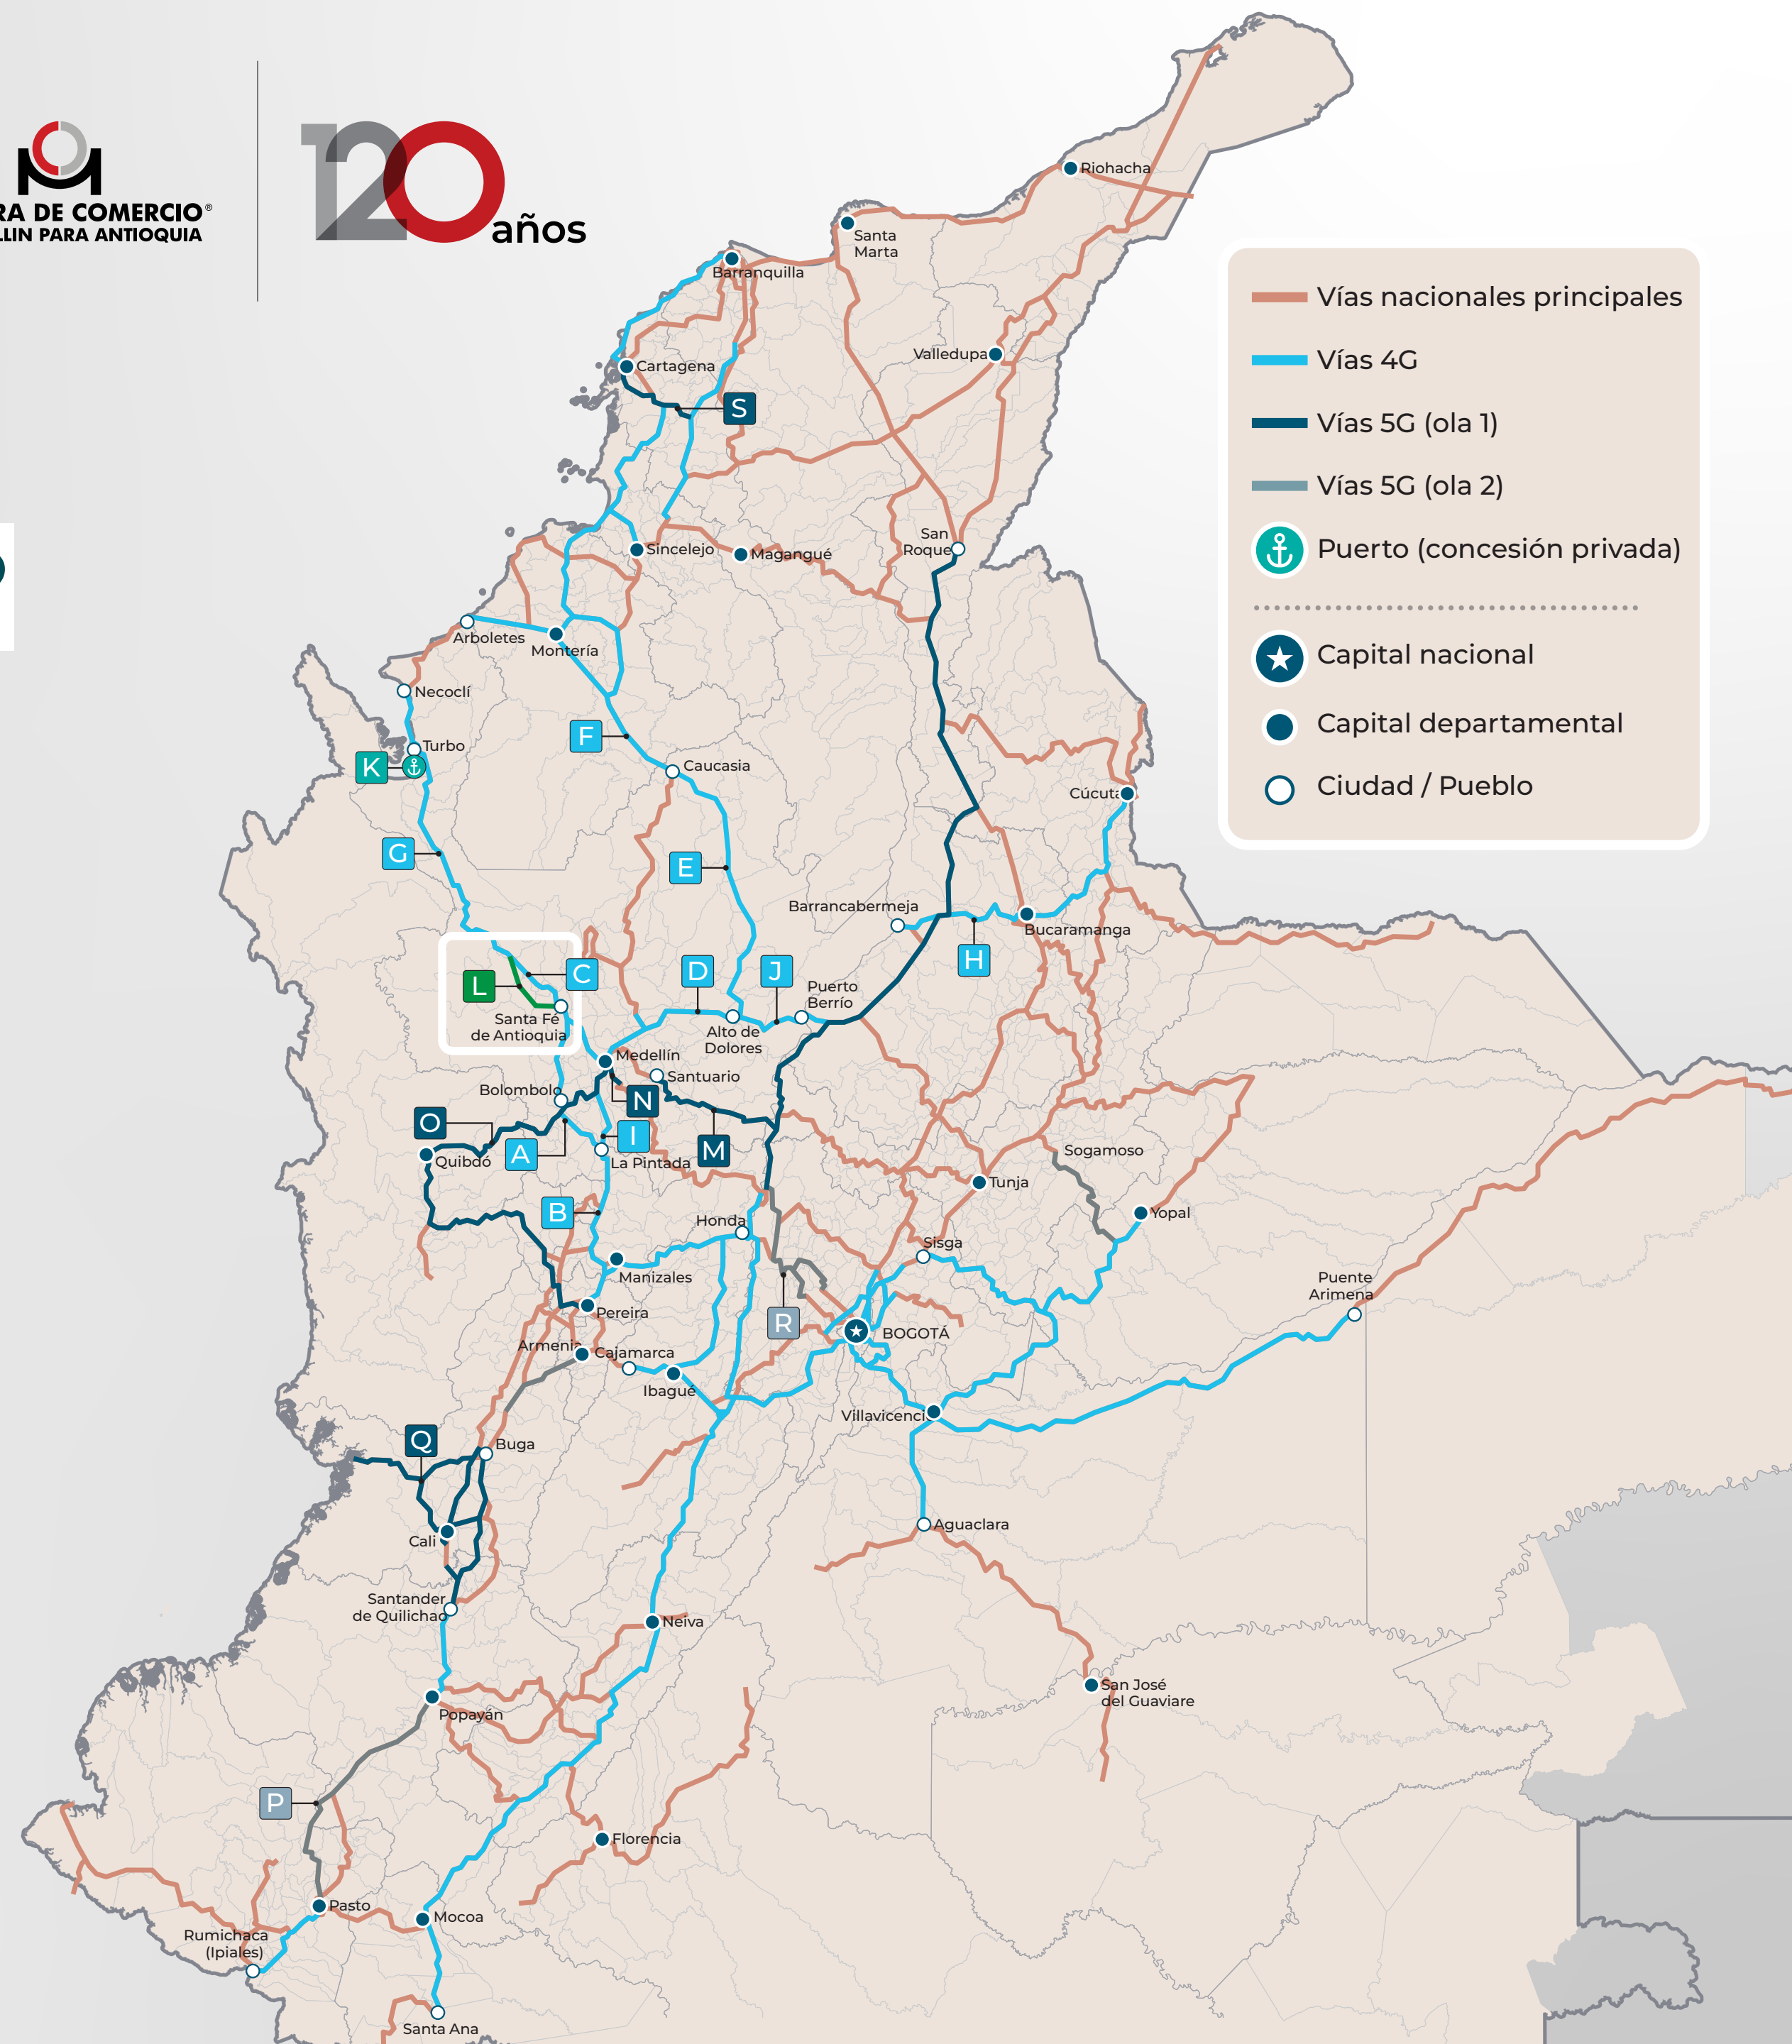 120 años
RA DE COMERCIO®
LLIN PARA ANTIOQUIA
Vías nacionales principales
Vías 4G
Vías 5G (ola 1)
Vías 5G (ola 2)
Puerto (concesión privada)
Capital nacional
Capital departamental
Ciudad / Pueblo
Riohacha
Santa
Marta
Barranquilla
Valledupa
Cartagena
S
San
Roque
Sincelejo
Magangué
Arboletes
Montería
Necoclí
F
Turbo
K
Caucasia
Cúcuta
G
E
Barrancabermeja
Bucaramanga
H
L
C
D
J
Puerto
Berrío
Santa Fé
de Antioquia
Alto de
Dolores
Medellín
Santuario
Bolombolo
N
O
A
I
M
Quibdó
La Pintada
Sogamoso
Tunja
B
Honda
Yopal
Sisga
Manizales
Puente
Arimena
Pereira
R
BOGOTÁ
Armenia
Cajamarca
Ibagué
Villavicenci
Q
Buga
Cali
Aguaclara
Santander
de Quilichao
Neiva
San José
del Guaviare
Popayán
P
Florencia
Pasto
Mocoa
Rumichaca
(Ipiales)
Santa Ana